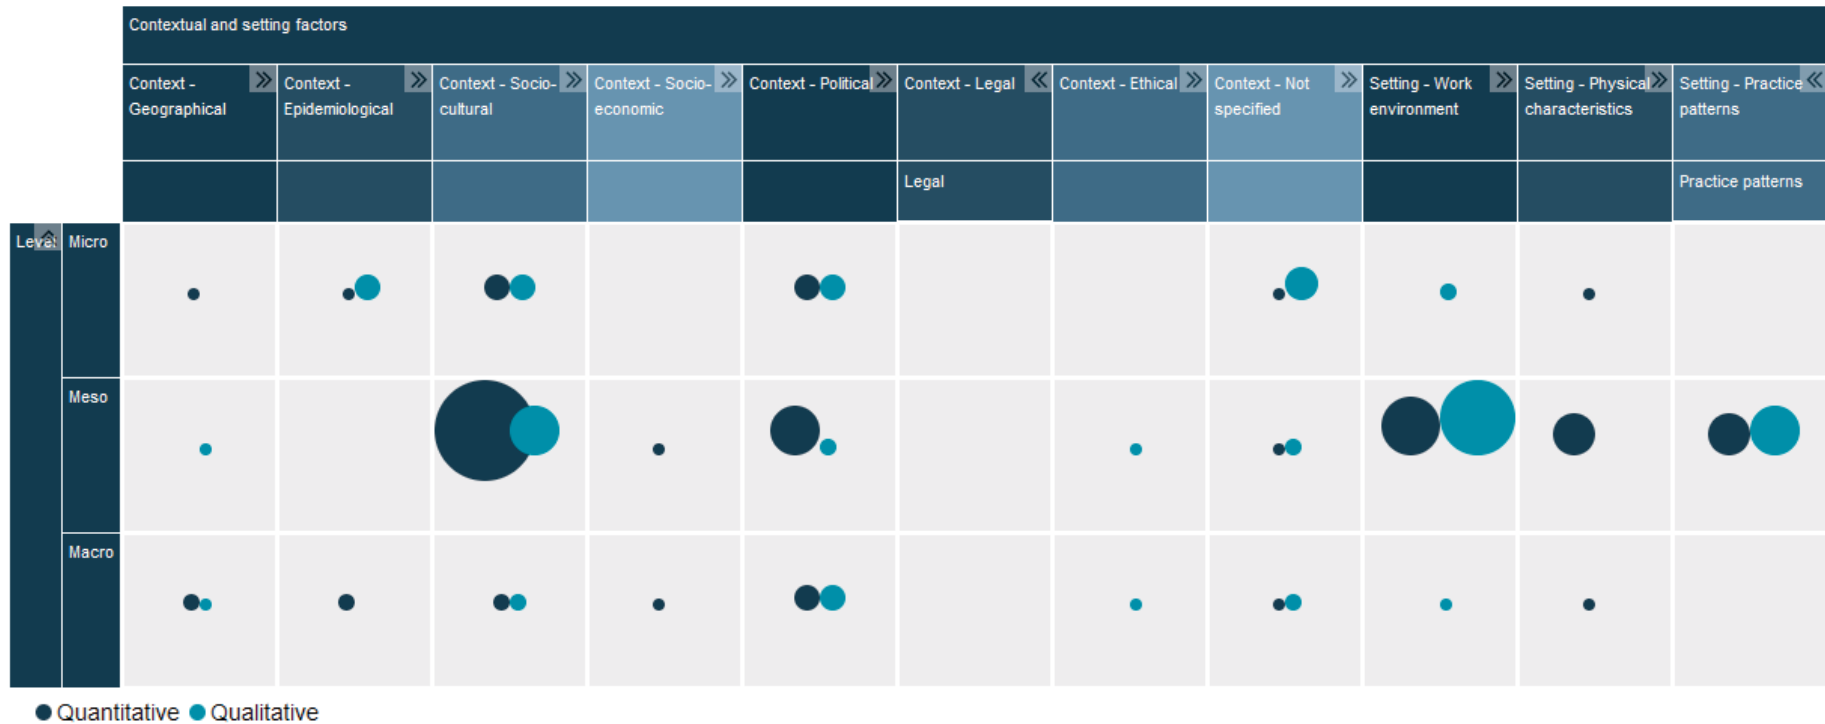 Contextual and setting factors
Context -
Geographical
Context -
Epidemiological
Context - Socio-
cultural
Context - Socio-
economic
Context - Political
Context - Legal
Context - Ethical
Context - Not
specified
Setting - Work
environment
Setting - Physical
characteristics
Setting - Practice
patterns
Legal
Practice patterns
Level
Micro
Meso
Macro
Quantitative
Qualitative